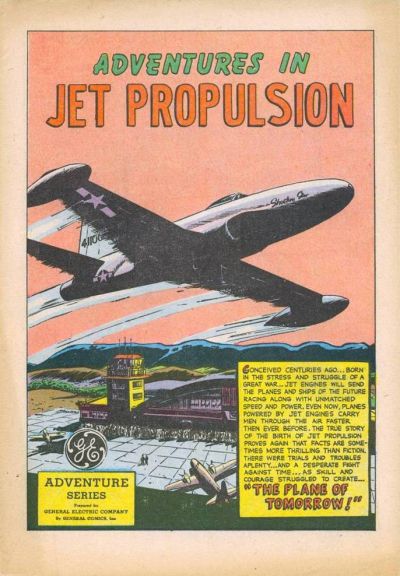 ADVENTURES IN
JET PROPULSION
Shooting Star
GE
ADVENTURE
SERIES
Prepared for
GENERAL ELECTRIC COMPANY
By GENERAL COMICS, Inc
CONCEIVED CENTURIES AGO... BORN
IN THE STRESS AND STRUGGLE OF A
GREAT WAR... JET ENGINES WILL SEND
THE PLANES AND SHIPS OF THE FUTURE
RACING ALONG WITH UNMATCHED
SPEED AND POWER. EVEN NOW, PLANES
POWERED BY JET ENGINES CARRY
MEN THROUGH THE AIR FASTER
THEN EVER BEFORE. THE TRUE STORY
OF THE BIRTH OF JET PROPULSION
PROVES AGAIN THAT FACTS ARE SOME-
TIMES MORE THRILLING THAN FICTION.
THERE WERE TRIALS AND TROUBLES
APLENTY...AND A DESPERATE FIGHT
AGAINST TIME... AS SKILL AND
COURAGE STRUGGLED TO CREATE...
"THE PLANE OF
TOMORROW!"